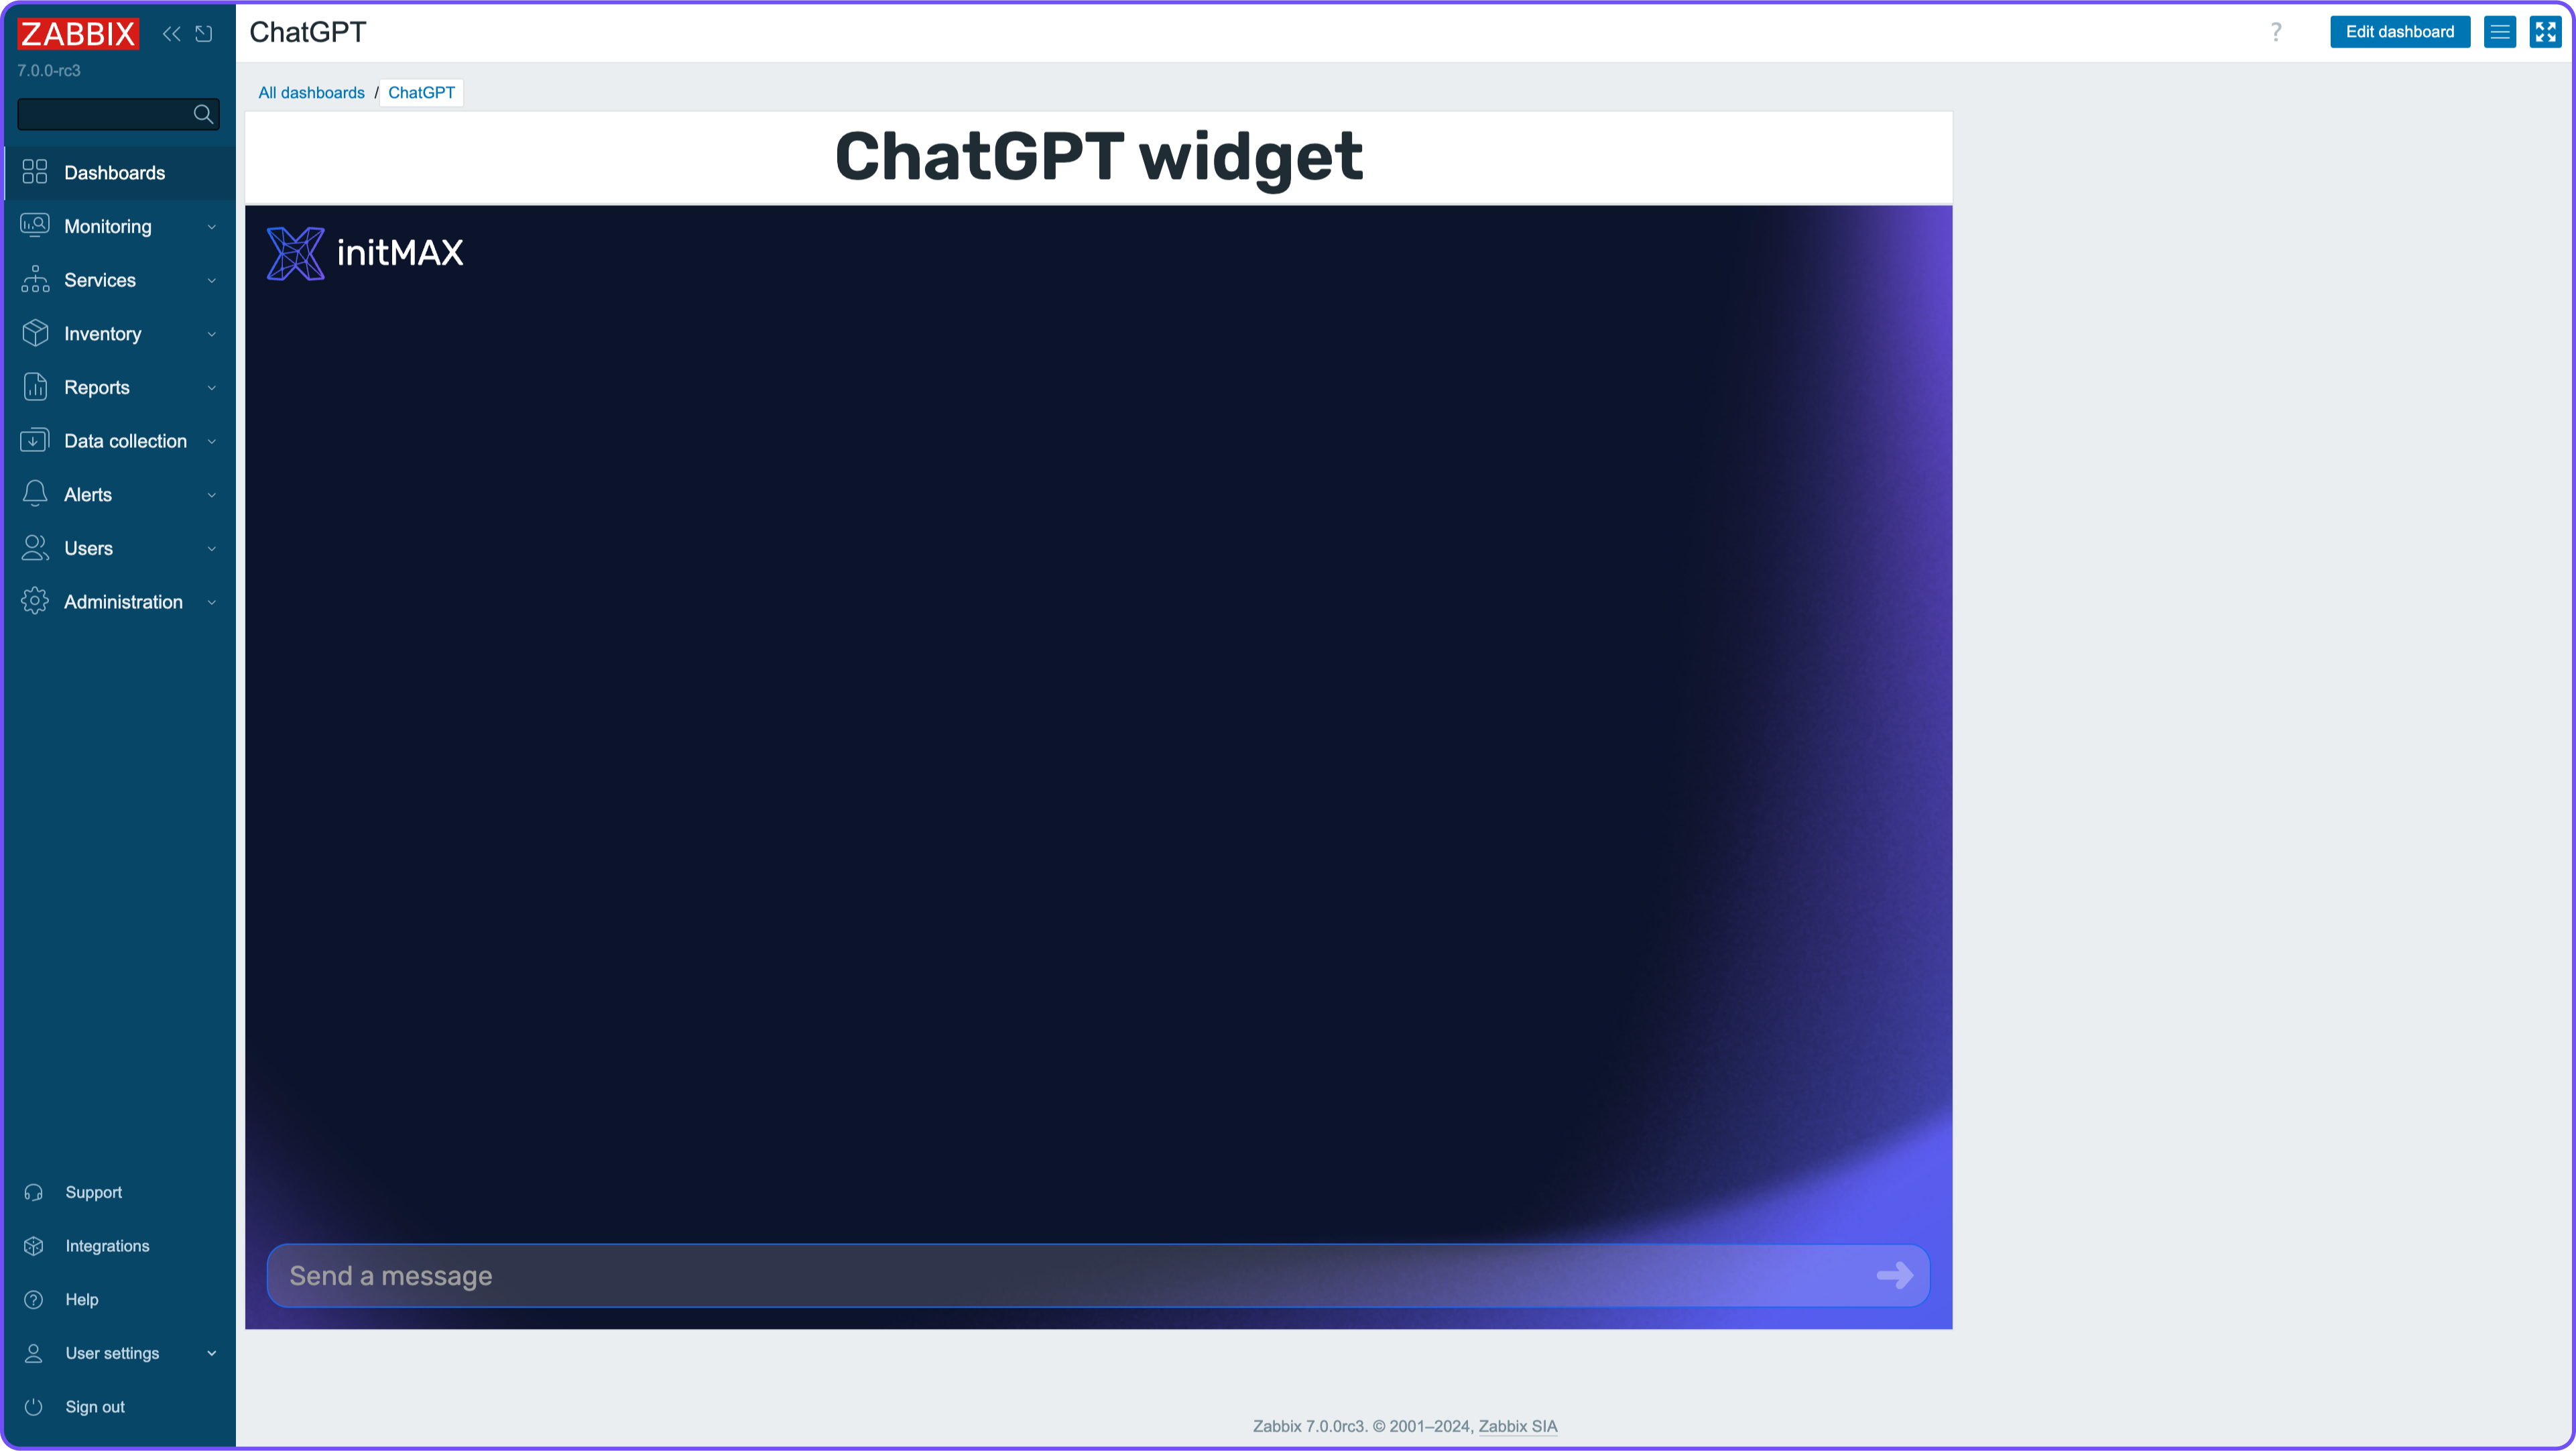 ZABBIX
7.0.0-rc3
Dashboards
Monitoring
Services
Inventory
Reports
Data collection
Alerts
Users
Administration
Support
Integrations
Help
User settings
Sign out
ChatGPT
? Edit dashboard
All dashboards / ChatGPT
ChatGPT widget
initMAX
Send a message
Zabbix 7.0.0rc3. © 2001–2024, Zabbix SIA